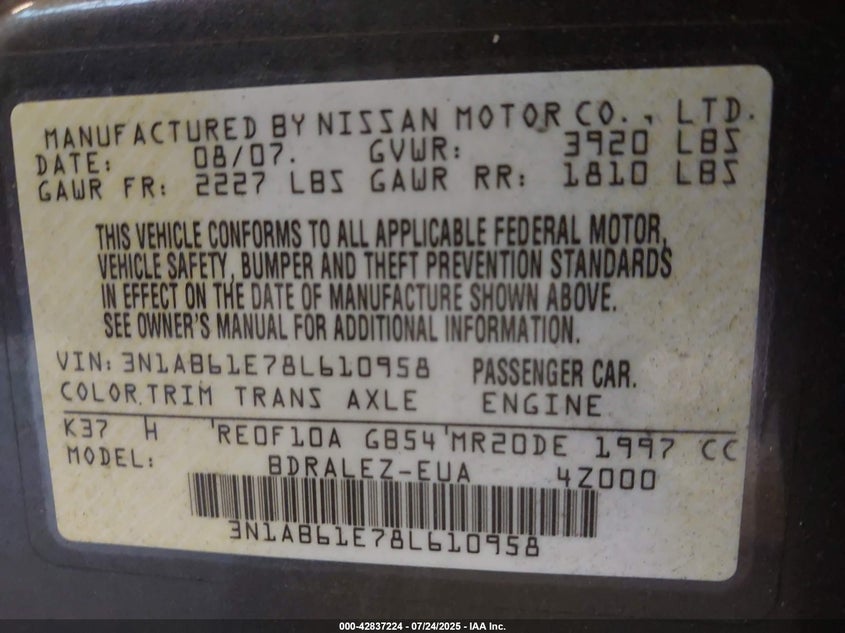 MANUFACTURED BY NISSAN MOTOR CO., LTD.
DATE: 08/07. GVWR: 3920 LBS
GAWR FR: 2227 LBS GAWR RR: 1810 LBS
THIS VEHICLE CONFORMS TO ALL APPLICABLE FEDERAL MOTOR,
VEHICLE SAFETY, BUMPER AND THEFT PREVENTION STANDARDS
IN EFFECT ON THE DATE OF MANUFACTURE SHOWN ABOVE.
SEE OWNER'S MANUAL FOR ADDITIONAL INFORMATION.
VIN: 3N1AB61E78L610958 PASSENGER CAR.
COLOR.TRIM TRANS AXLE ENGINE
K37 H 'RE0F10A GB54'MR20DE 1997 CC
MODEL: BDRALEZ-EUA 4Z000
3N1AB61E78L610958
000-42837224 - 07/24/2025 - IAA Inc.